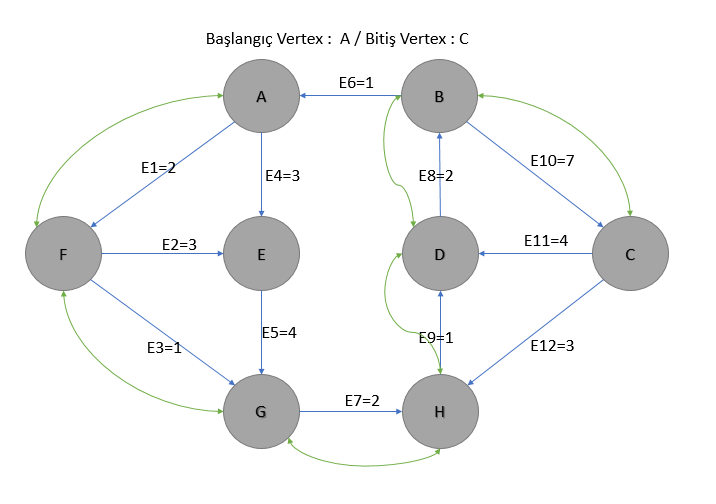 Başlangıç Vertex : A / Bitiş Vertex : C
E6=1
A
B
E1=2
E4=3
E8=2
E10=7
F
E2=3
E
D
E11=4
C
E3=1
E5=4
E9=1
E12=3
G
E7=2
H